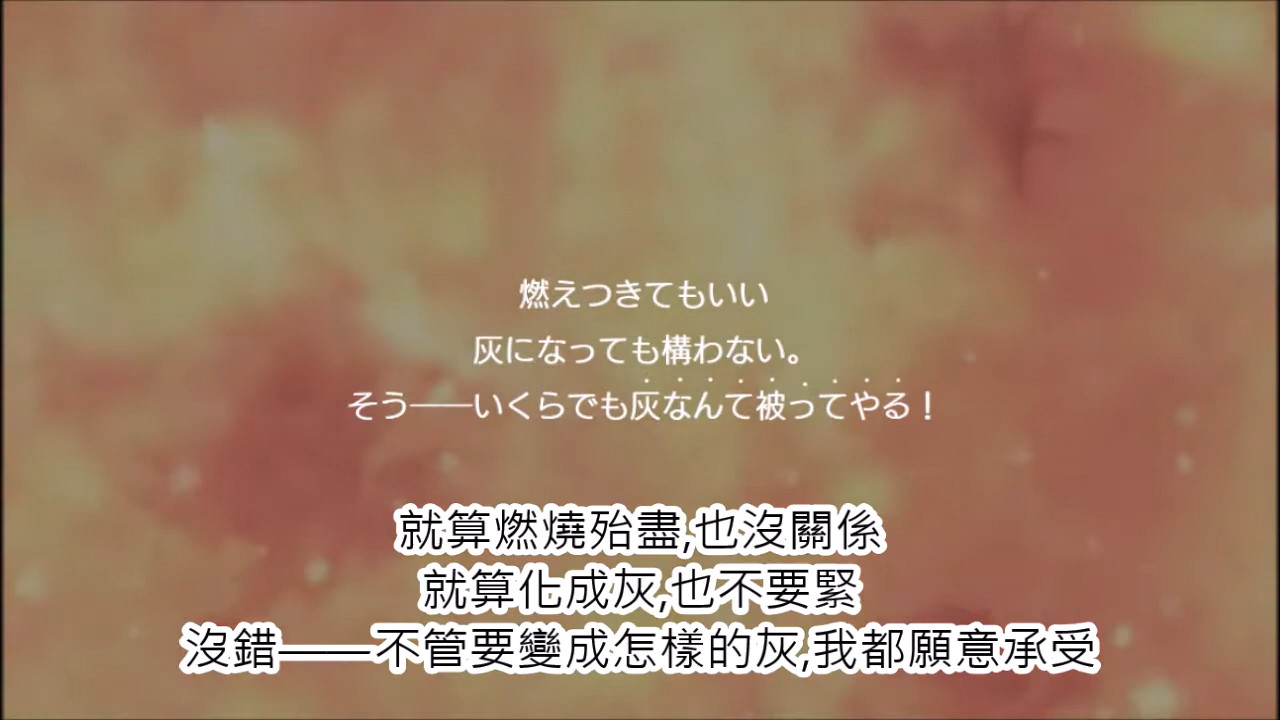 燃えつきてもいい
灰になっても構わない。
そう――いくらでも灰なんて被ってやる！
就算燃燒殆盡,也沒關係
就算化成灰,也不要緊
沒錯——不管要變成怎樣的灰,我都願意承受